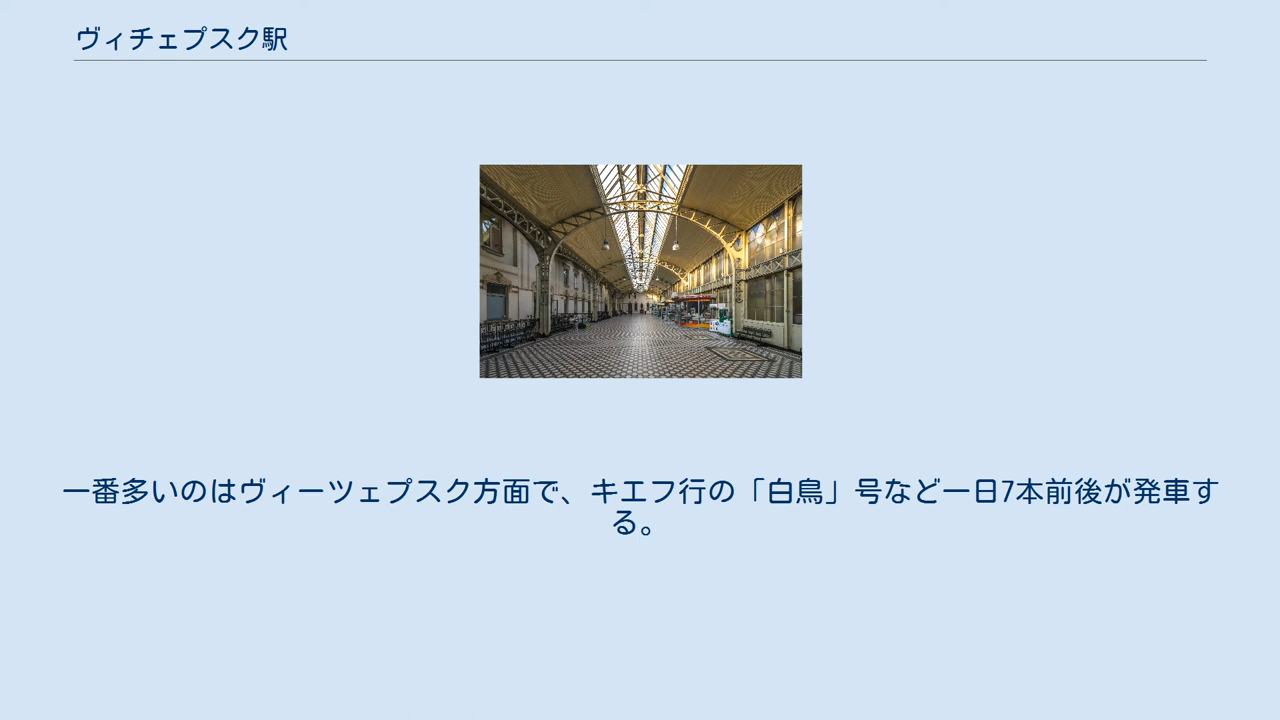 ヴィチェプスク駅
一番多いのはヴィーツェプスク方面で、キエフ行の「白鳥」号など一日7本前後が発車す
る。